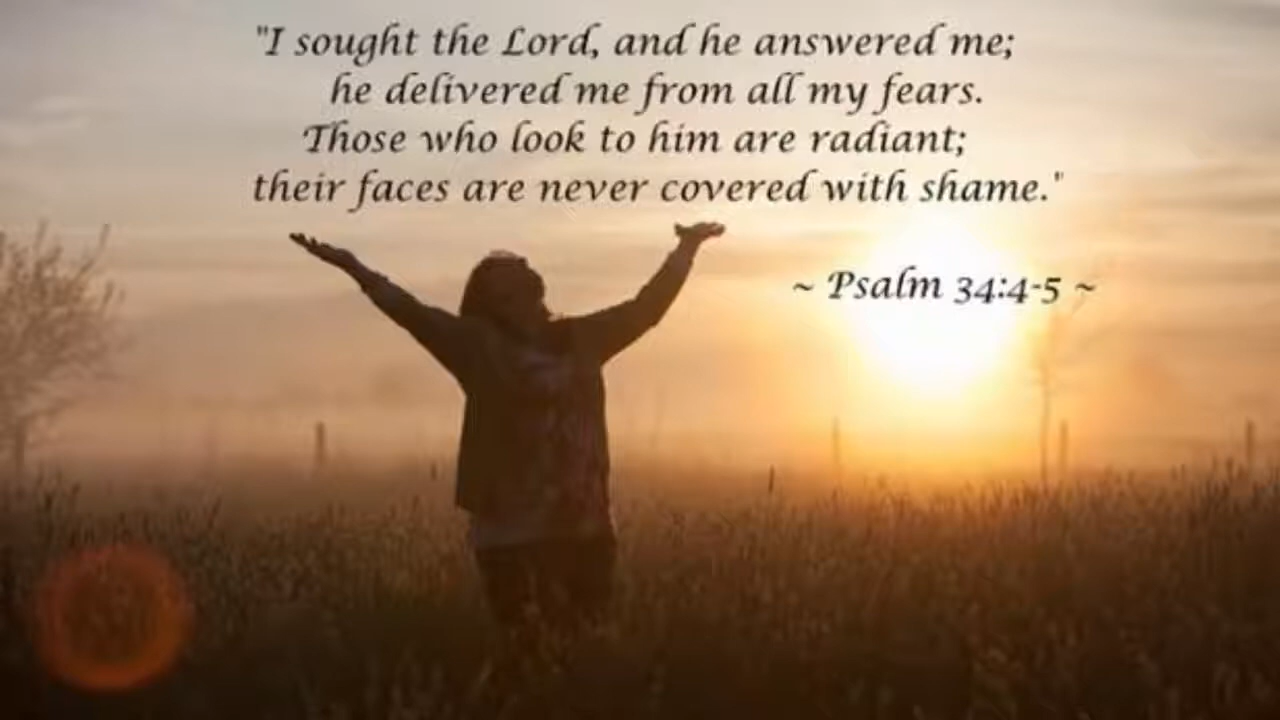 "I sought the Lord, and he answered me;
he delivered me from all my fears.
Those who look to him are radiant;
their faces are never covered with shame."
~ Psalm 34:4-5 ~